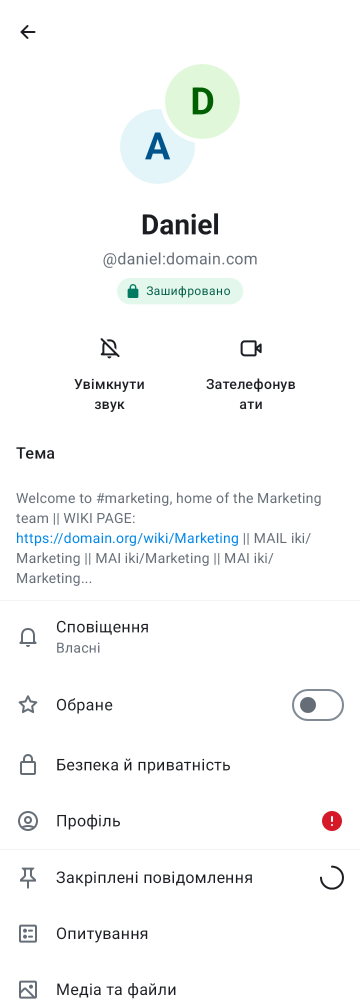 D
A
Daniel
@daniel:domain.com
Зашифровано
Увімкнути
звук
Зателефонув
ати
Тема
Welcome to #marketing, home of the Marketing
team || WIKI PAGE:
https://domain.org/wiki/Marketing || MAIL iki/
Marketing || MAI iki/Marketing || MAI iki/
Marketing...
Сповіщення
Власні
Обране
Безпека й приватність
Профіль
Закріплені повідомлення
Опитування
Медіа та файли